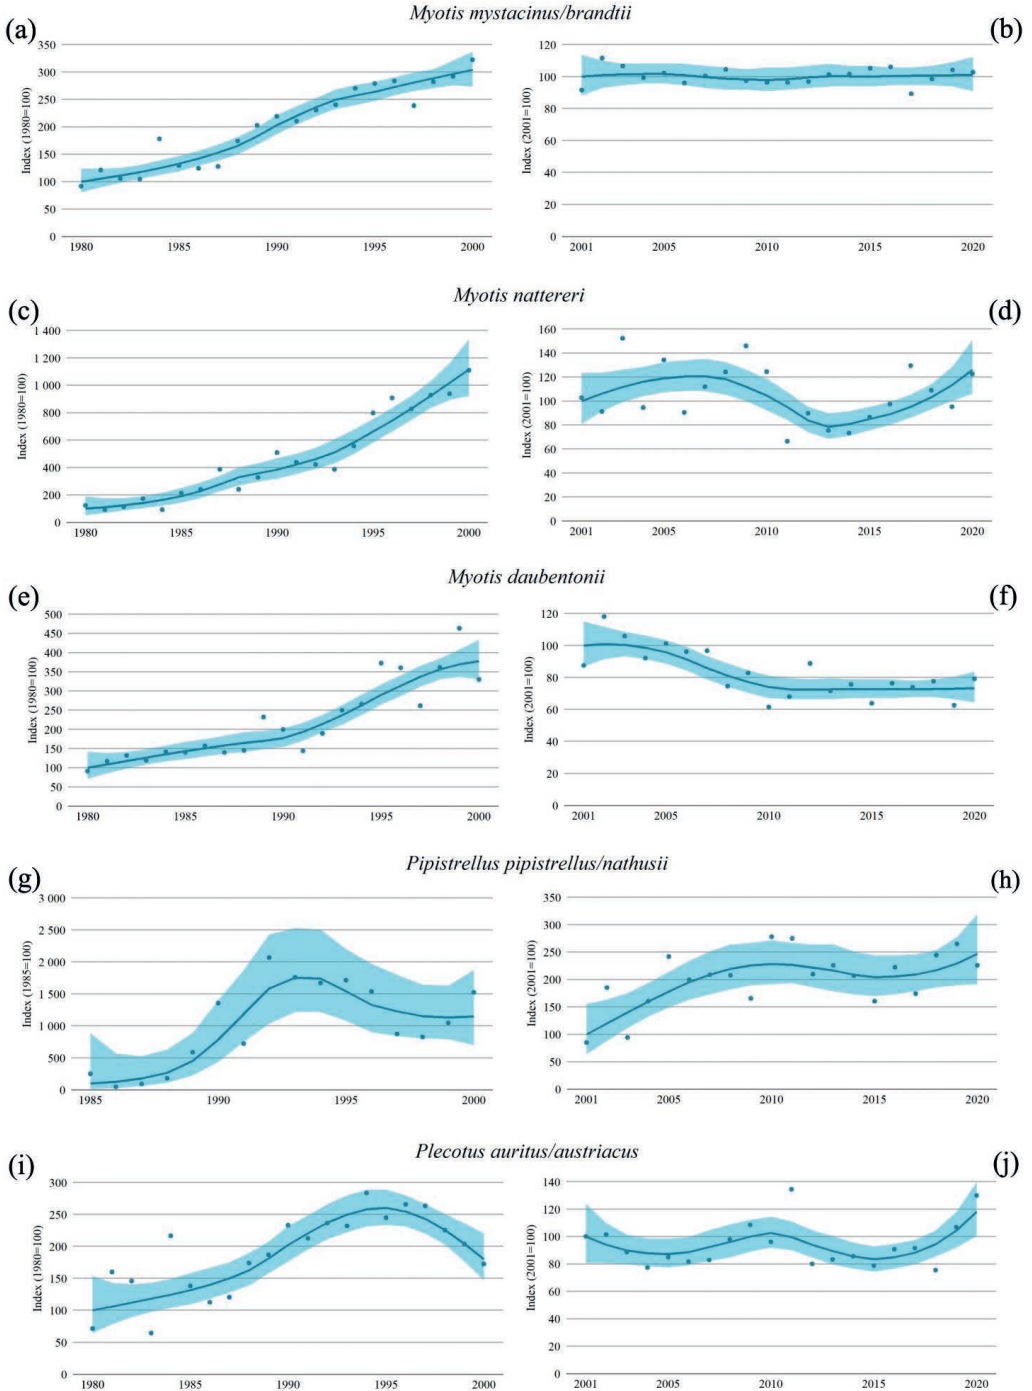 Myotis mystacinus/brandtii
(a)
(b)
Index (1980=100)
350
300
250
200
150
100
50
0
1980 1985 1990 1995 2000
Index (2001=100)
120
100
80
60
40
20
0
2001 2005 2010 2015 2020
Myotis nattereri
(c)
(d)
Index (1980=100)
1 400
1 200
1 000
800
600
400
200
0
1980 1985 1990 1995 2000
Index (2001=100)
160
140
120
100
80
60
40
20
0
2001 2005 2010 2015 2020
Myotis daubentonii
(e)
(f)
Index (1980=100)
500
450
400
350
300
250
200
150
100
50
0
1980 1985 1990 1995 2000
Index (2001=100)
120
100
80
60
40
20
0
2001 2005 2010 2015 2020
Pipistrellus pipistrellus/nathusii
(g)
(h)
Index (1985=100)
3 000
2 500
2 000
1 500
1 000
500
0
1985 1990 1995 2000
Index (2001=100)
350
300
250
200
150
100
50
0
2001 2005 2010 2015 2020
Plecotus auritus/austriacus
(i)
(j)
Index (1980=100)
300
250
200
150
100
50
0
1980 1985 1990 1995 2000
Index (2001=100)
140
120
100
80
60
40
20
0
2001 2005 2010 2015 2020